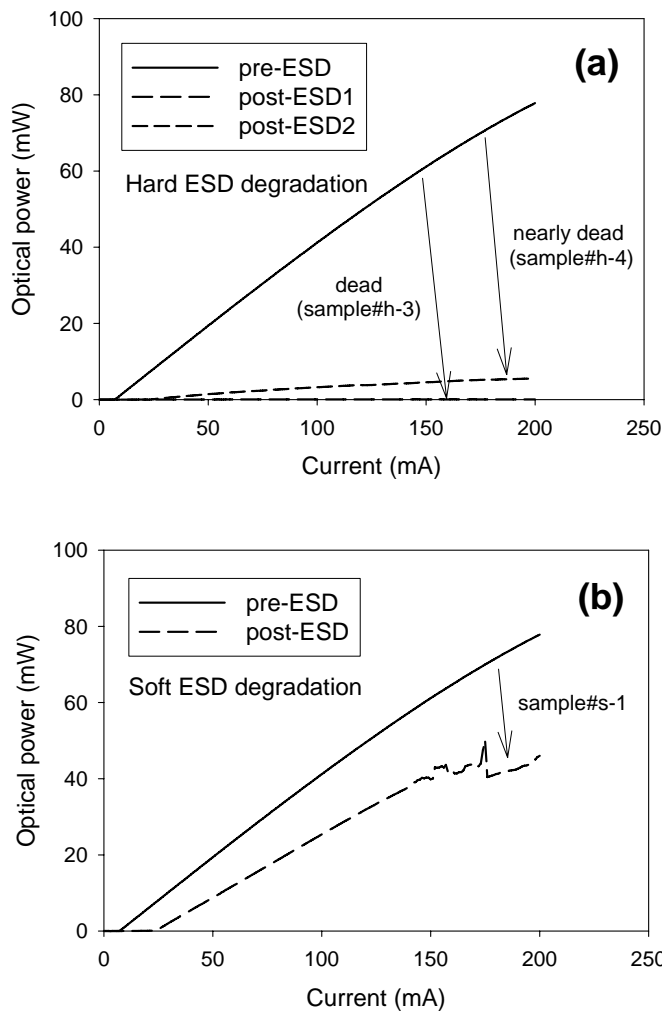 100
(a)
pre-ESD
post-ESD1
post-ESD2
80
Hard ESD degradation
60
Optical power (mW)
nearly dead
(sample#h-4)
40
dead
(sample#h-3)
20
0
0 50 100 150 200 250
Current (mA)
100
(b)
pre-ESD
post-ESD
80
Soft ESD degradation
sample#s-1
60
Optical power (mW)
40
20
0
0 50 100 150 200 250
Current (mA)